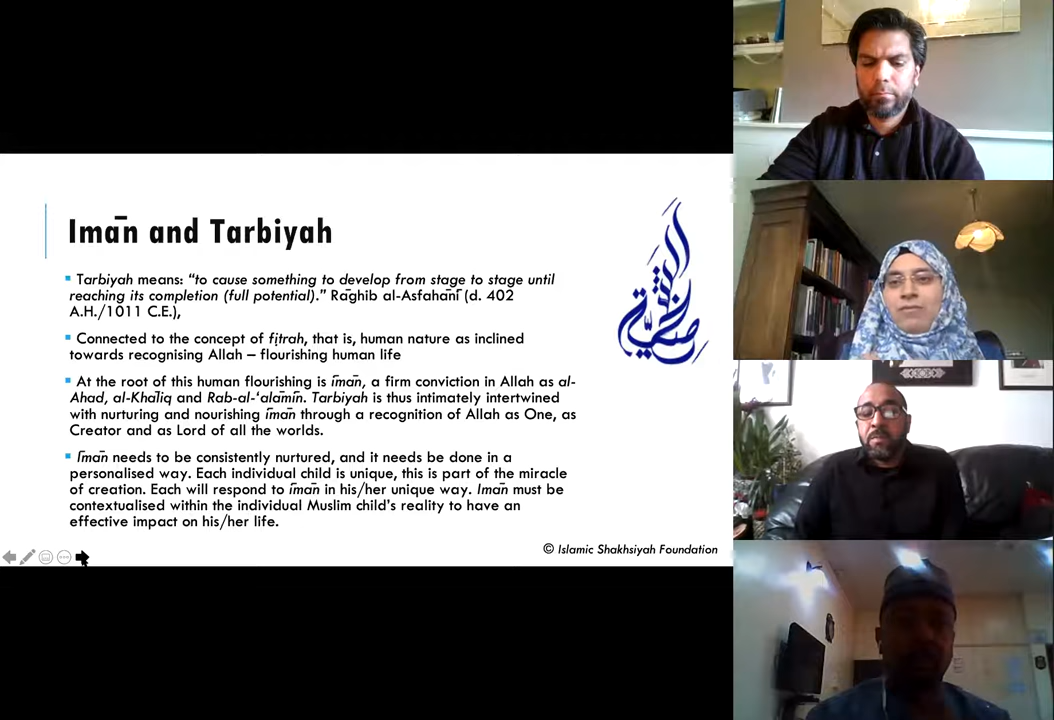 Imān and Tarbiyah
Tarbiyah means: “to cause something to develop from stage to stage until
reaching its completion (full potential).” Rāghib al-Asfahānī (d. 402
A.H./1011 C.E.),
Connected to the concept of fiṭrah, that is, human nature as inclined
towards recognising Allah – flourishing human life
At the root of this human flourishing is īmān, a firm conviction in Allah as al-
Ahad, al-Khāliq and Rab-al-‘alamīn. Tarbiyah is thus intimately intertwined
with nurturing and nourishing īmān through a recognition of Allah as One, as
Creator and as Lord of all the worlds.
Īmān needs to be consistently nurtured, and it needs be done in a
personalised way. Each individual child is unique, this is part of the miracle
of creation. Each will respond to īmān in his/her unique way. Imān must be
contextualised within the individual Muslim child’s reality to have an
effective impact on his/her life.
© Islamic Shakhsiyah Foundation